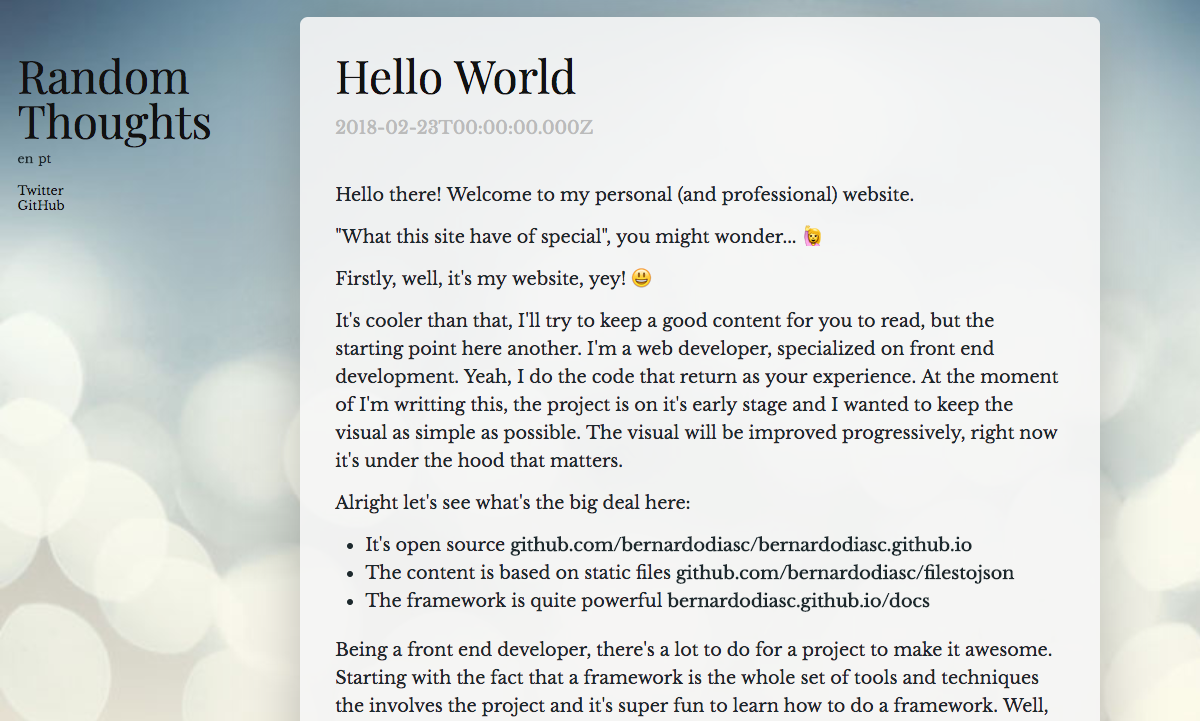 Random
Thoughts
en pt
Twitter
GitHub
Hello World
2018-02-23T00:00:00.000Z
Hello there! Welcome to my personal (and professional) website.
"What this site have of special", you might wonder... 🙋
Firstly, well, it's my website, yey! 😃
It's cooler than that, I'll try to keep a good content for you to read, but the
starting point here another. I'm a web developer, specialized on front end
development. Yeah, I do the code that return as your experience. At the moment
of I'm writting this, the project is on it's early stage and I wanted to keep the
visual as simple as possible. The visual will be improved progressively, right now
it's under the hood that matters.
Alright let's see what's the big deal here:
• It's open source github.com/bernardodiasc/bernardodiasc.github.io
• The content is based on static files github.com/bernardodiasc/filestojson
• The framework is quite powerful bernardodiasc.github.io/docs
Being a front end developer, there's a lot to do for a project to make it awesome.
Starting with the fact that a framework is the whole set of tools and techniques
the involves the project and it's super fun to learn how to do a framework. Well,